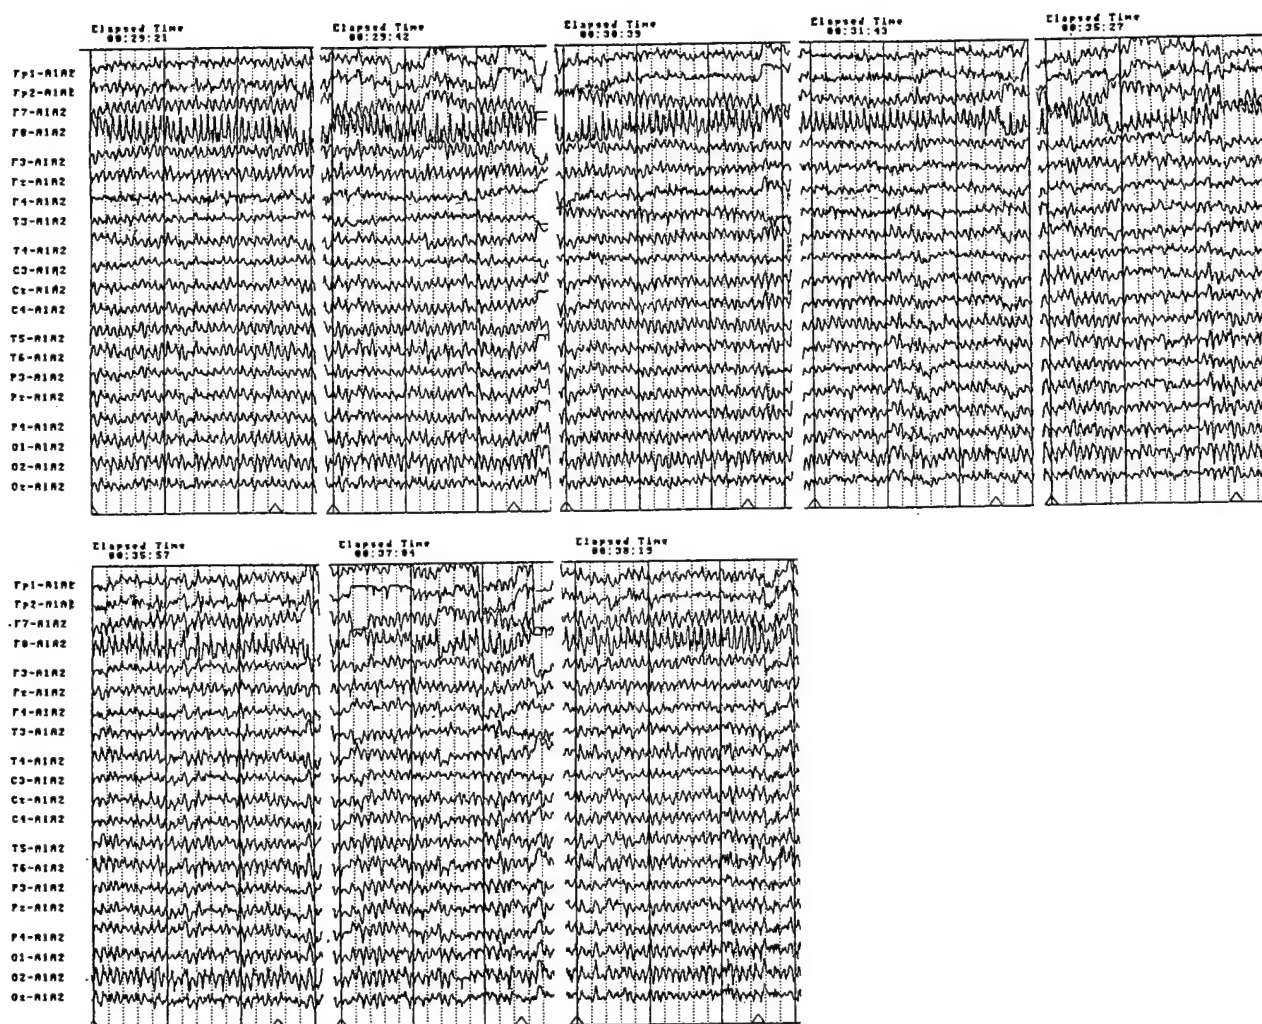 Elapsed Time
00:29:21
Elapsed Time
00:29:42
Elapsed Time
00:30:39
Elapsed Time
00:31:43
Elapsed Time
00:35:27
Fp1-A1A2
Fp2-A1A2
F7-A1A2
F8-A1A2
F3-A1A2
Fz-A1A2
F4-A1A2
T3-A1A2
T4-A1A2
C3-A1A2
Cz-A1A2
C4-A1A2
T5-A1A2
T6-A1A2
P3-A1A2
Pz-A1A2
P4-A1A2
O1-A1A2
O2-A1A2
Oz-A1A2
Elapsed Time
00:35:57
Elapsed Time
00:37:04
Elapsed Time
00:38:19
Fp1-A1A2
Fp2-A1A2
F7-A1A2
F8-A1A2
F3-A1A2
Fz-A1A2
F4-A1A2
T3-A1A2
T4-A1A2
C3-A1A2
Cz-A1A2
C4-A1A2
T5-A1A2
T6-A1A2
P3-A1A2
Pz-A1A2
P4-A1A2
O1-A1A2
O2-A1A2
Oz-A1A2